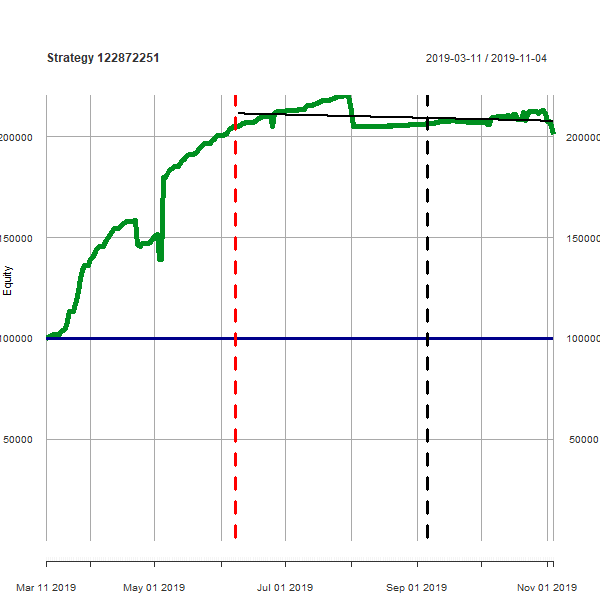 Strategy 122872251
2019-03-11 / 2019-11-04
200000
200000
150000
150000
Equity
100000
100000
50000
50000
Mar 11 2019
May 01 2019
Jul 01 2019
Sep 01 2019
Nov 01 2019